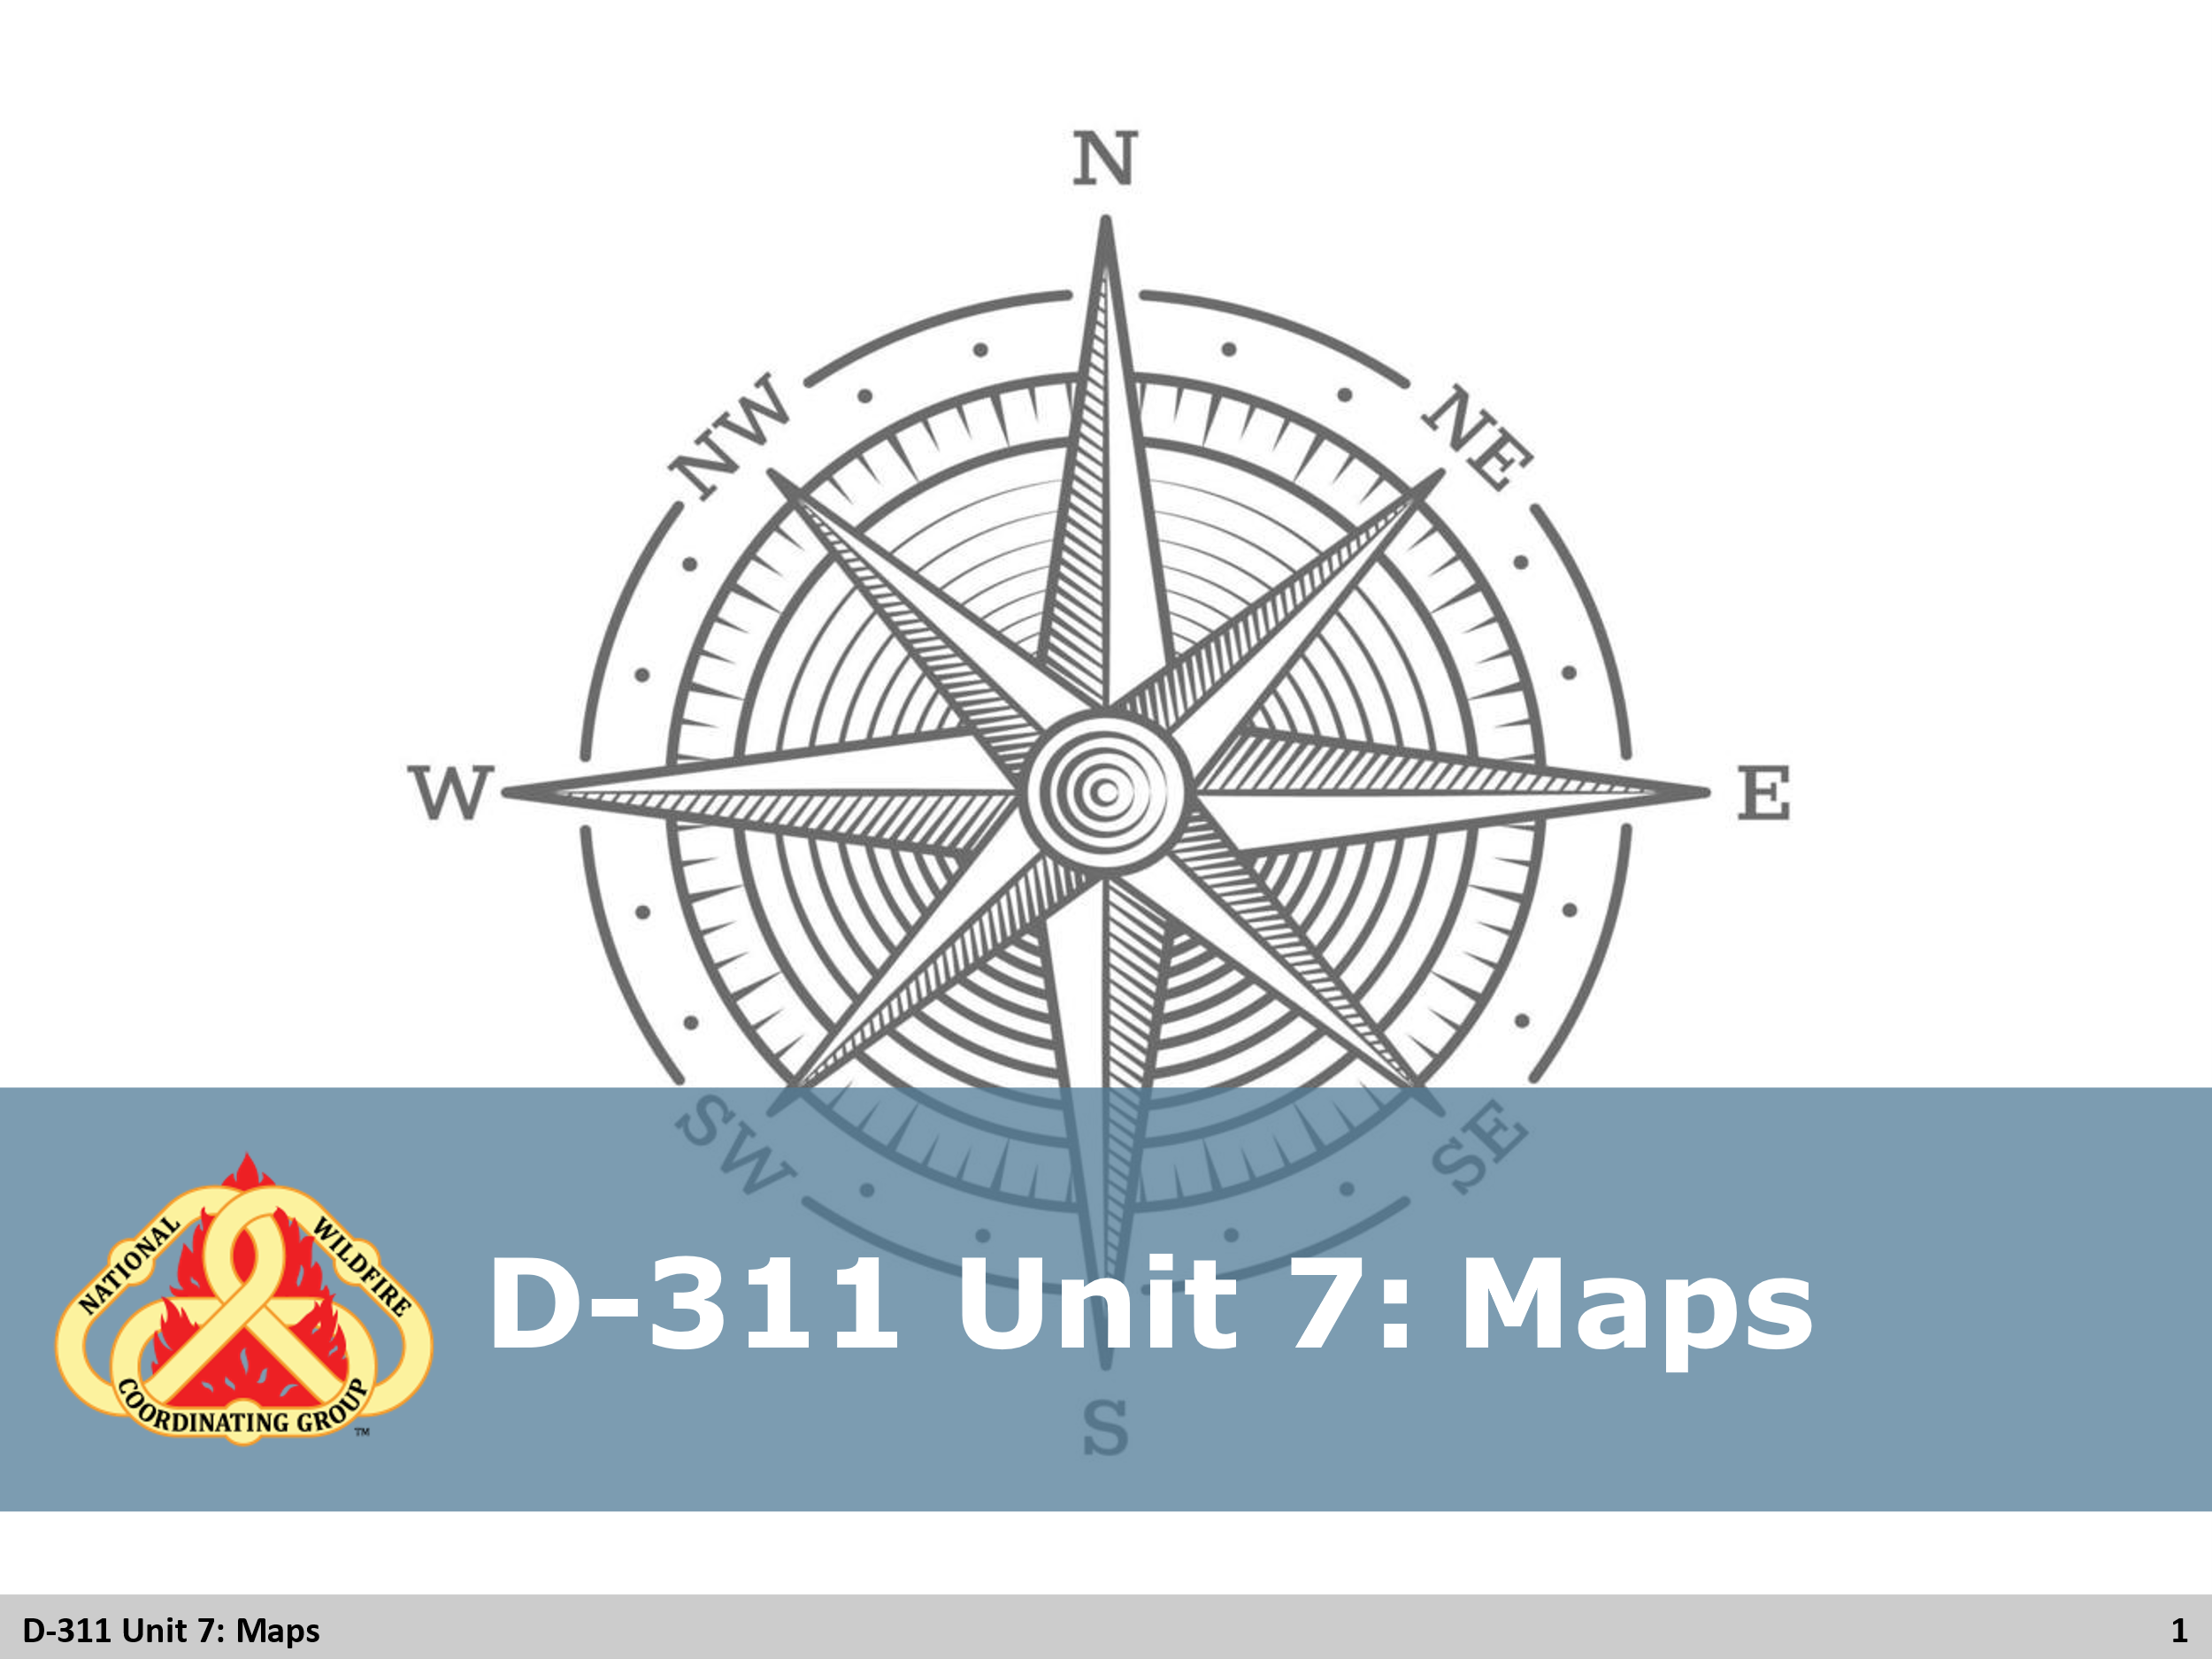 N
NW
NE
W
E
SW
SE
NATIONAL WILDFIRE
COORDINATING GROUP
TM
D-311 Unit 7: Maps
S
D-311 Unit 7: Maps
1